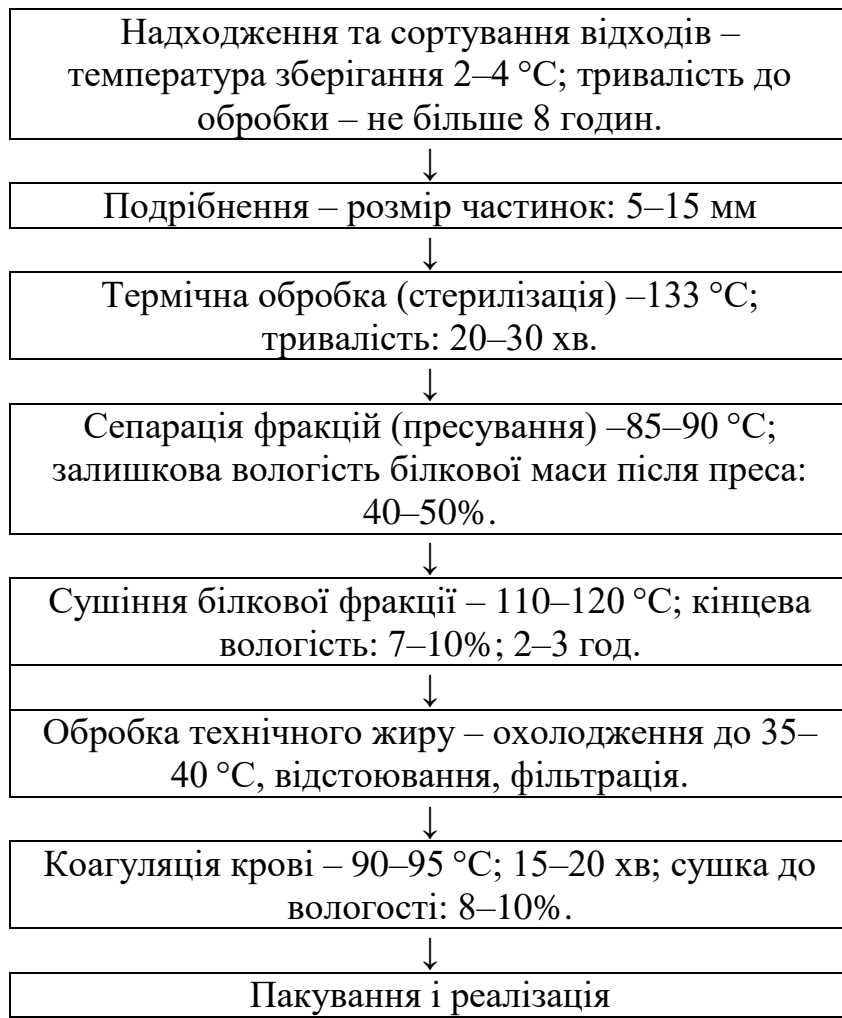 Надходження та сортування відходів –
температура зберігання 2–4 °C; тривалість до
обробки – не більше 8 годин.
↓
Подрібнення – розмір частинок: 5–15 мм
↓
Термічна обробка (стерилізація) –133 °C;
тривалість: 20–30 хв.
↓
Сепарація фракцій (пресування) –85–90 °C;
залишкова вологість білкової маси після преса:
40–50%.
↓
Сушіння білкової фракції – 110–120 °C; кінцева
вологість: 7–10%; 2–3 год.
↓
Обробка технічного жиру – охолодження до 35–
40 °C, відстоювання, фільтрація.
↓
Коагуляція крові – 90–95 °C; 15–20 хв; сушка до
вологості: 8–10%.
↓
Пакування і реалізація